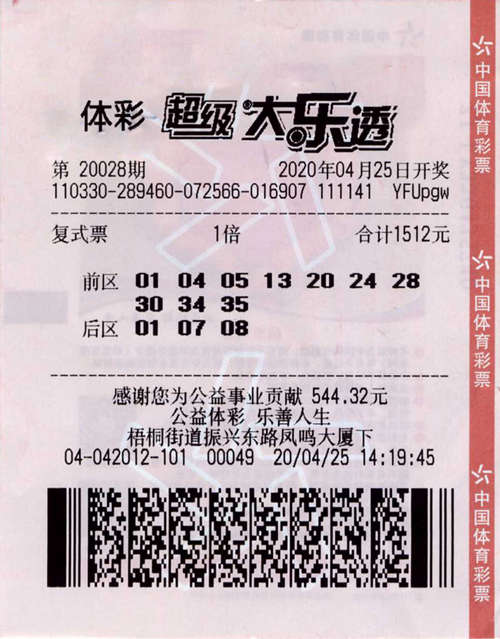 体彩 超级大乐透
第 20028期 2020年04月25日开奖
110330-289460-072566-016907 111141 YFUpgw
复式票 1倍 合计1512元
前区 01 04 05 13 20 24 28
30 34 35
后区 01 07 08
感谢您为公益事业贡献 544.32元
公益体彩 乐善人生
梧桐街道振兴东路凤鸣大厦下
04-042012-101 00049 20/04/25 14:19:45
中国体育彩票
中国体育彩票
中国体育彩票